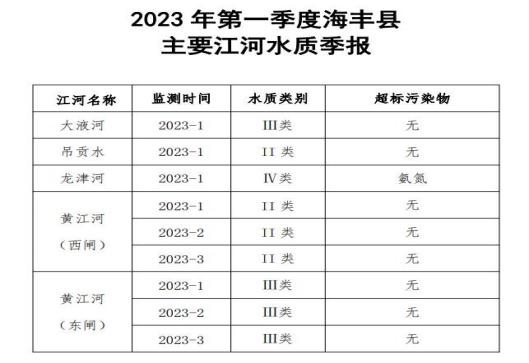 2023 年第一季度海丰县
主要江河水质季报
江河名称 监测时间 水质类别 超标污染物
大液河 2023-1 III类 无
吊贡水 2023-1 II 类 无
龙津河 2023-1 IV类 氨氮
黄江河
（西闸） 2023-1 II 类 无
2023-2 II 类 无
2023-3 II 类 无
黄江河
（东闸） 2023-1 III类 无
2023-2 III类 无
2023-3 III类 无